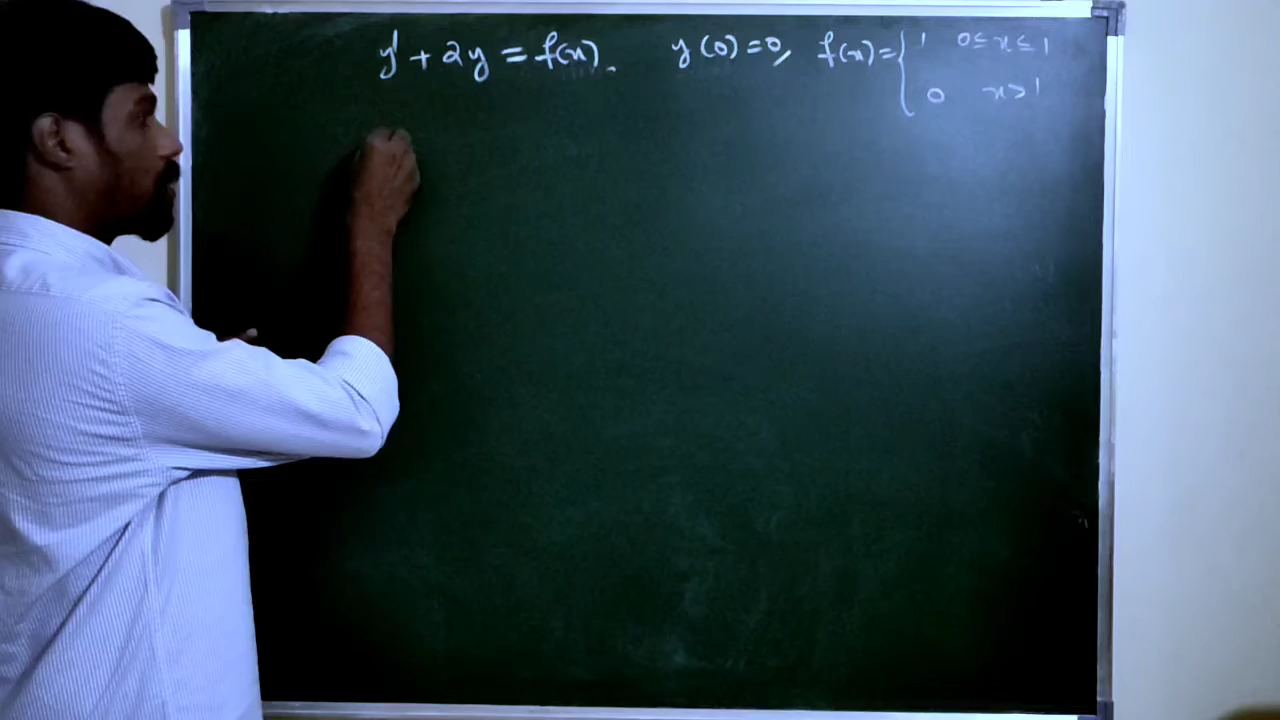 y' + 2y = f(x). y(0)=0, f(x)={ 1 0≤x≤1
0 x>1